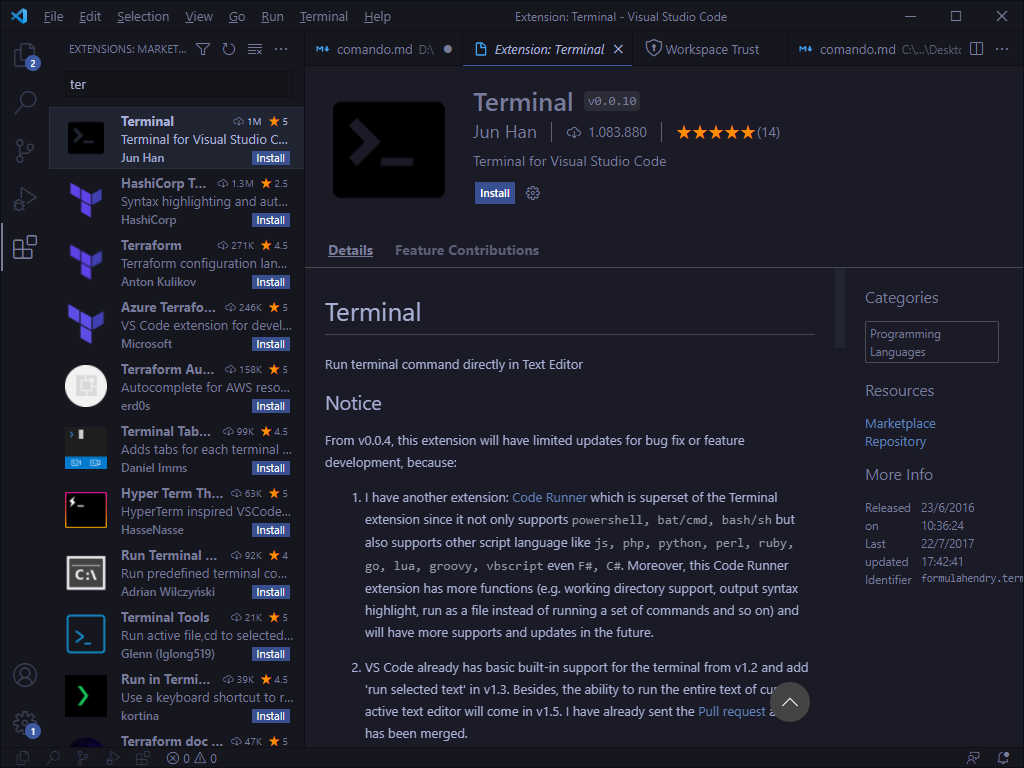 File Edit Selection View Go Run Terminal Help
Extension: Terminal - Visual Studio Code
EXTENSIONS: MARKET...
comando.md D:\
Extension: Terminal
Workspace Trust
comando.md C:\...\Deskto
2
ter
Terminal 1M 5
Terminal for Visual Studio C...
Jun Han Install
HashiCorp T... 1.3M 2.5
Syntax highlighting and aut...
HashiCorp Install
Terraform 271K 4.5
Terraform configuration lan...
Anton Kulikov Install
Azure Terrafo... 246K 5
VS Code extension for devel...
Microsoft Install
Terraform Au... 158K 5
Autocomplete for AWS reso...
erd0s Install
Terminal Tab... 99K 4.5
Adds tabs for each terminal ...
Daniel Imms Install
Hyper Term Th... 63K 5
HyperTerm inspired VSCode...
HasseNasse Install
Run Terminal ... 92K 4
Run predefined terminal co...
Adrian Wilczyński Install
C:\
Terminal Tools 21K 5
Run active file,cd to selected...
Glenn (lglong519) Install
Run in Termi... 39K 4.5
Use a keyboard shortcut to r...
kortina Install
Terraform doc ... 47K 5
1
Terminal v0.0.10
Jun Han 1.083.880 (14)
Terminal for Visual Studio Code
Install
Details Feature Contributions
Terminal
Run terminal command directly in Text Editor
Notice
From v0.0.4, this extension will have limited updates for bug fix or feature
development, because:
1. I have another extension: Code Runner which is superset of the Terminal
extension since it not only supports powershell, bat/cmd, bash/sh but
also supports other script language like js, php, python, perl, ruby,
go, lua, groovy, vbscript even F#, C#. Moreover, this Code Runner
extension has more functions (e.g. working directory support, output syntax
highlight, run as a file instead of running a set of commands and so on) and
will have more supports and updates in the future.
2. VS Code already has basic built-in support for the terminal from v1.2 and add
'run selected text' in v1.3. Besides, the ability to run the entire text of
active text editor will come in v1.5. I have already sent the Pull request
has been merged.
Categories
Programming
Languages
Resources
Marketplace
Repository
More Info
Released 23/6/2016
on 10:36:24
Last 22/7/2017
updated 17:42:41
Identifier formulahendry.term
0 0